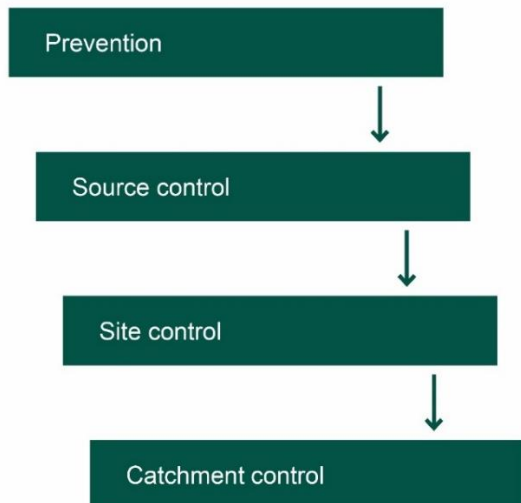 Prevention
Source control
Site control
Catchment control